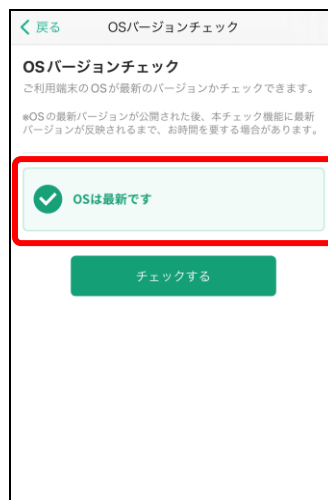 戻る OSバージョンチェック
OSバージョンチェック
ご利用端末のOSが最新のバージョンかチェックできます。
※OSの最新バージョンが公開された後、本チェック機能に最新
バージョンが反映されるまで、お時間を要する場合があります。
OSは最新です
チェックする